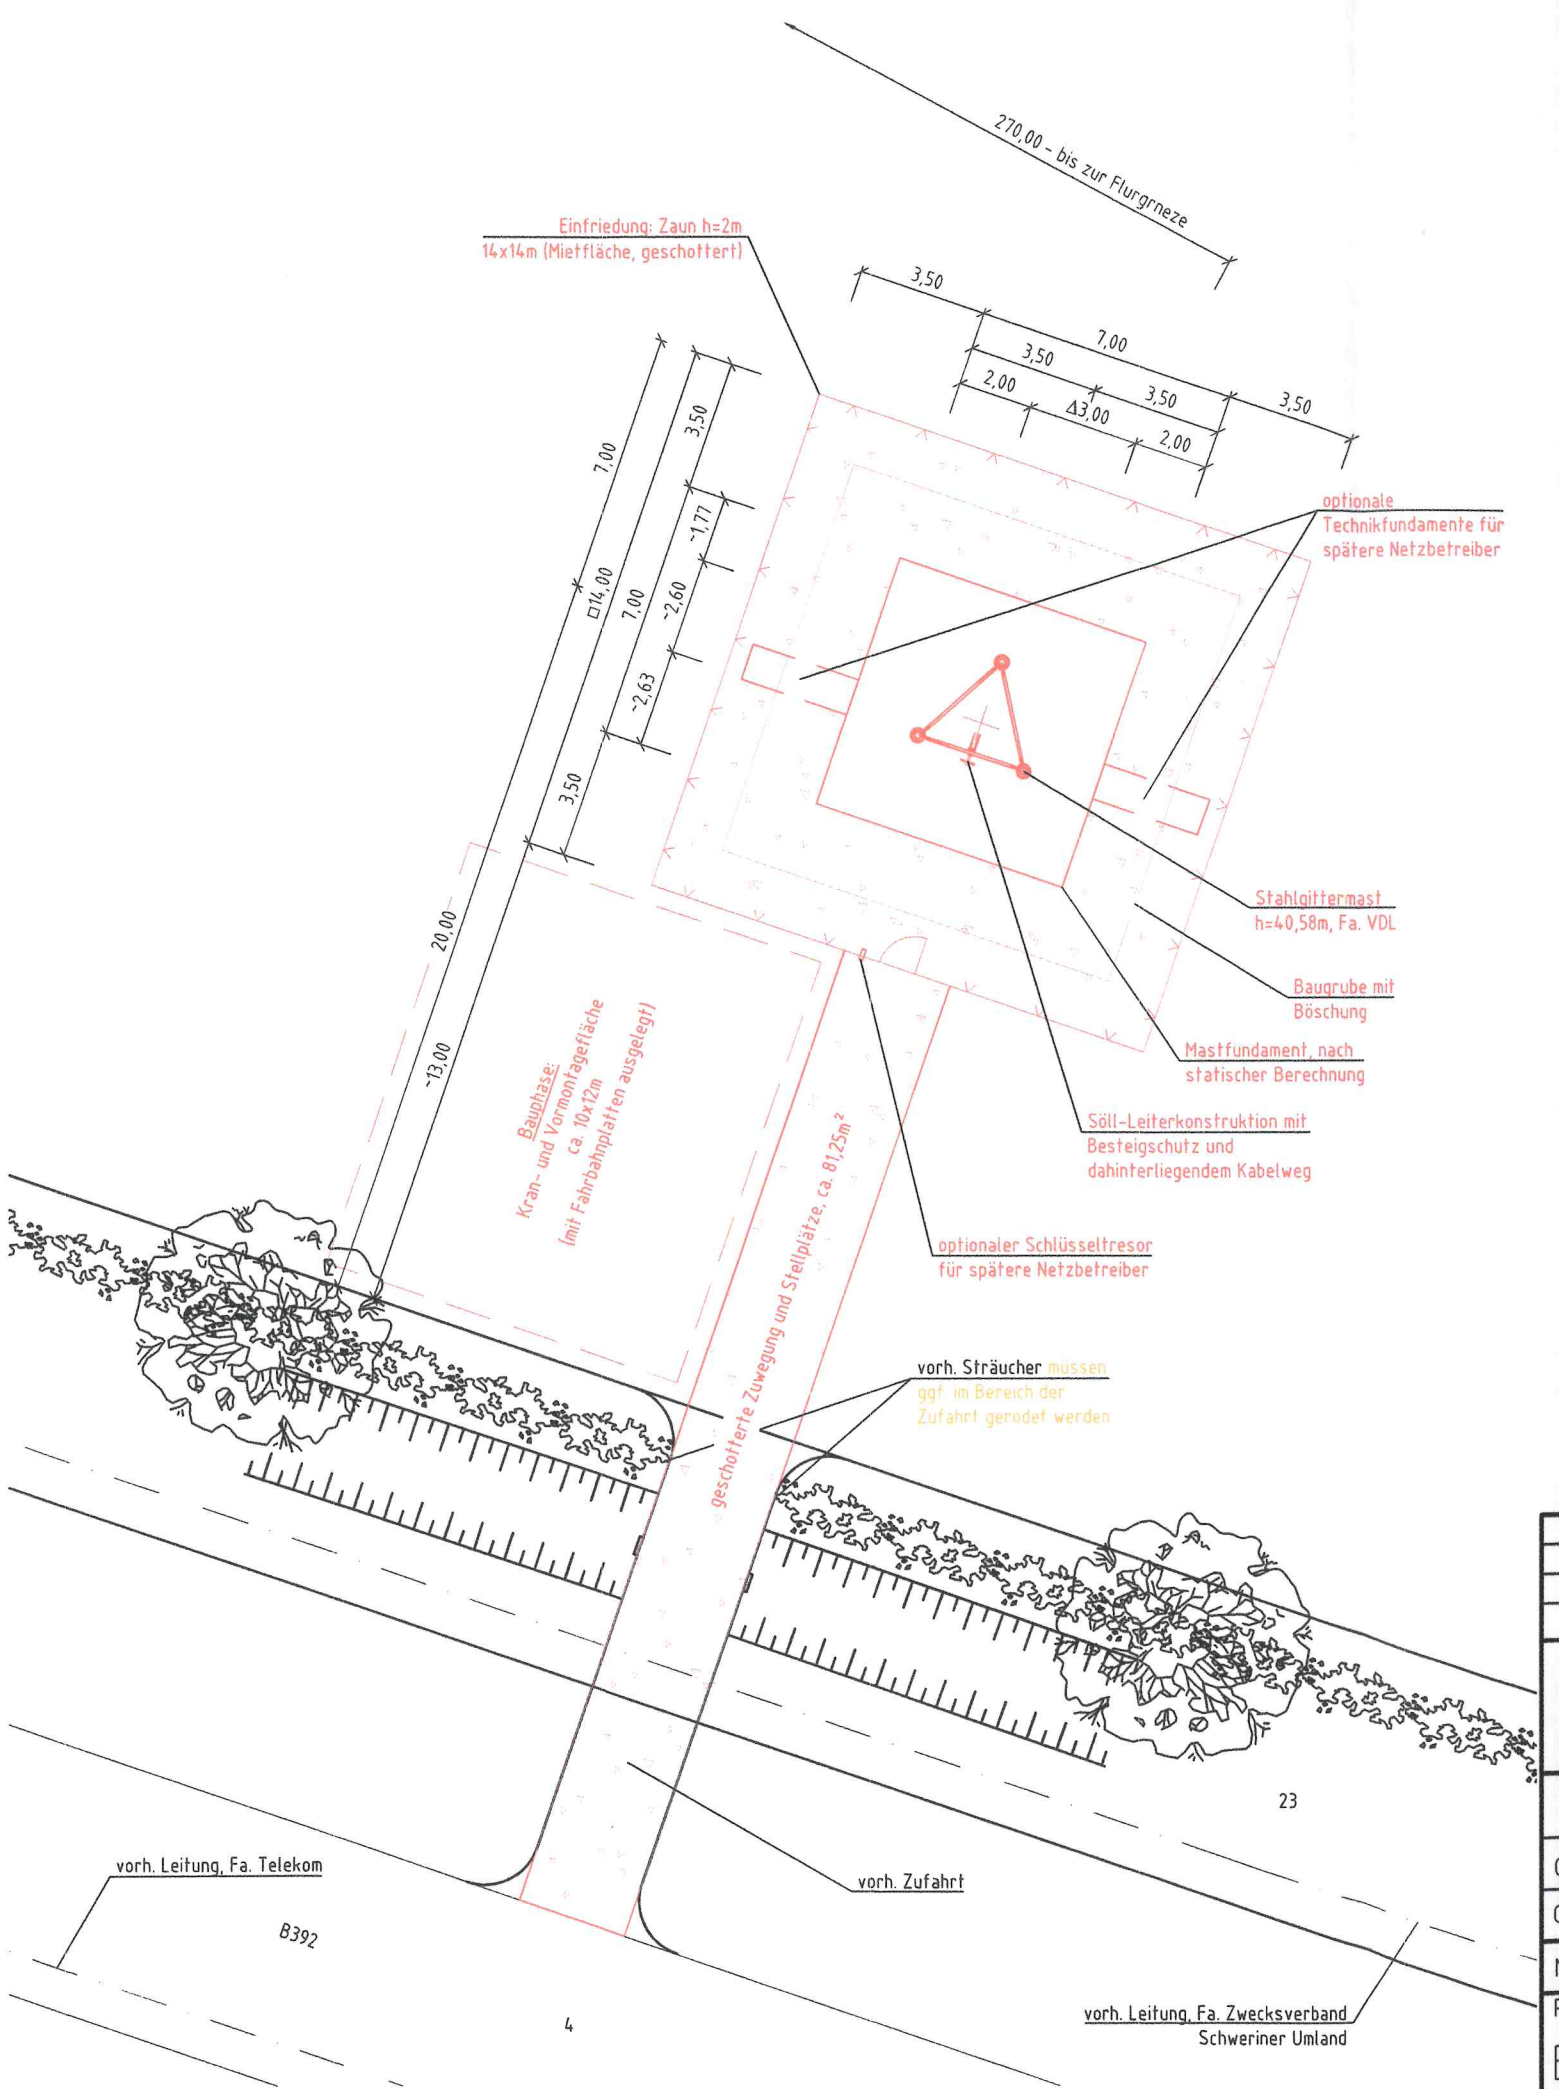 270,00 - bis zur Flurgrneze
Einfriedung: Zaun h=2m
14x14m (Mietfläche, geschottert)
3,50
7,00
3,50
3,50
3,50
2,00
Δ3,00
2,00
7,00
□14,00
7,00
3,50
~1,77
~2,60
~2,63
3,50
20,00
~13,00
optionale
Technikfundamente für
spätere Netzbetreiber
Stahlgittermast
h=40,58m, Fa. VDL
Baugrube mit
Böschung
Mastfundament, nach
statischer Berechnung
Söll-Leiterkonstruktion mit
Besteigschutz und
dahinterliegendem Kabelweg
optionaler Schlüsseltresor
für spätere Netzbetreiber
Bauphase:
Kran- und Vormontagefläche
ca. 10x12m
(mit Fahrbahnplatten ausgelegt)
geschotterte Zuwegung und Stellplätze, ca. 81,25m²
vorh. Sträucher müssen
ggf. im Bereich der
Zufahrt gerodet werden
23
vorh. Zufahrt
vorh. Leitung, Fa. Telekom
B392
4
vorh. Leitung, Fa. Zwecksverband
Schweriner Umland